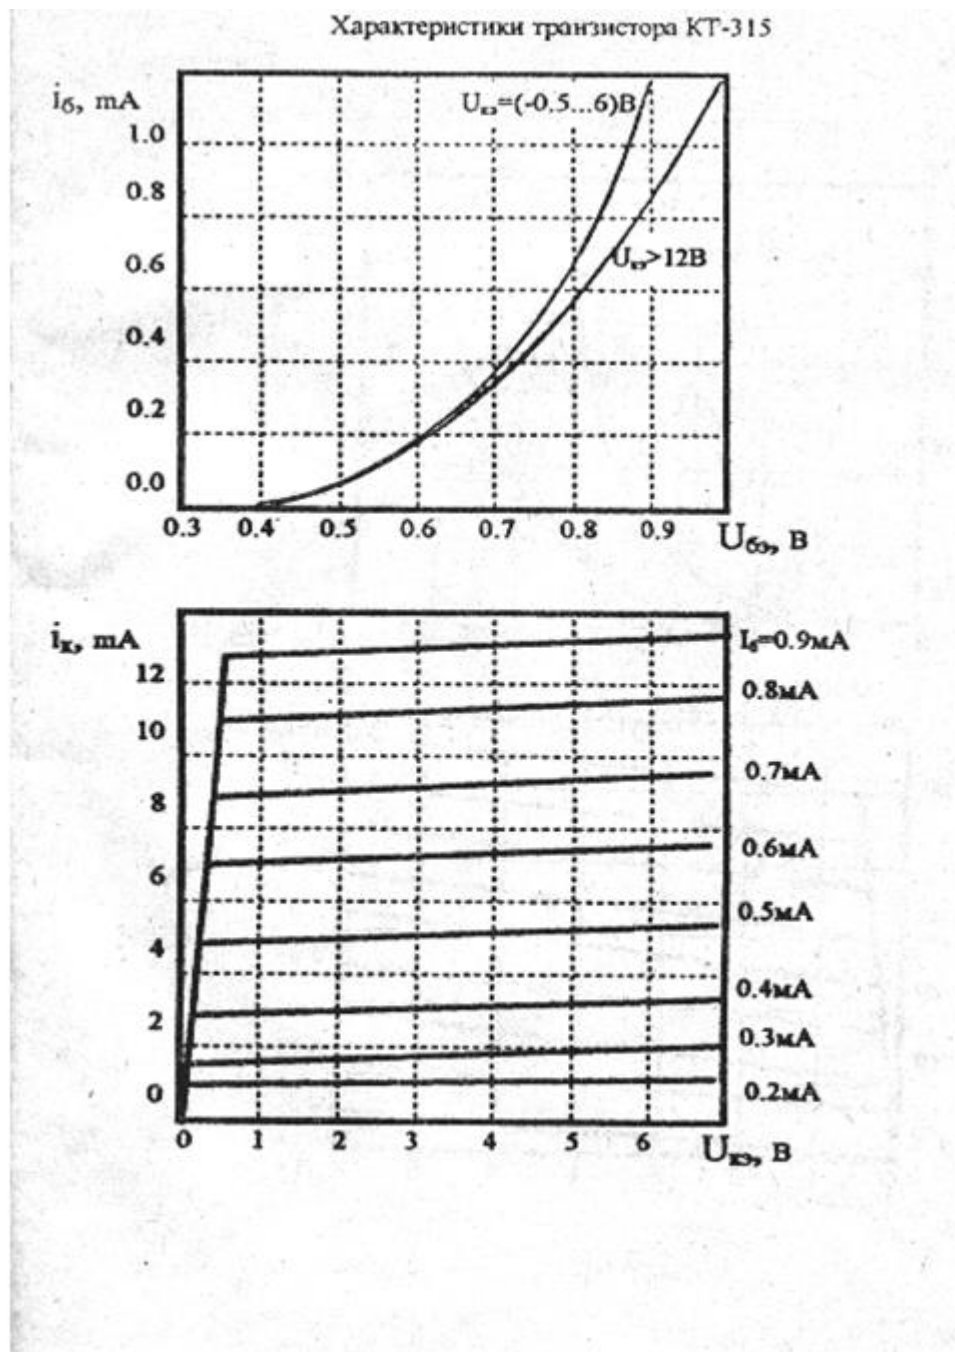 Характеристики транзистора КТ-315
iб, mA
Uкэ=(-0.5...6)В
1.0
0.8
Uкэ>12В
0.6
0.4
0.2
0.0
0.3 0.4 0.5 0.6 0.7 0.8 0.9 Uбэ, В
iк, mA
Iб=0.9мА
12
0.8мА
10
0.7мА
8
0.6мА
6
0.5мА
4
0.4мА
2
0.3мА
0
0.2мА
0 1 2 3 4 5 6 Uкэ, В